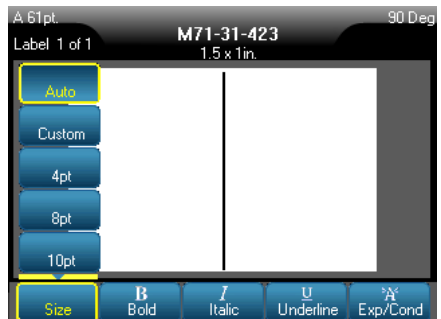 A 61pt.
90 Deg
Label 1 of 1
M71-31-423
1.5 x 1in.
Auto
Custom
4pt
8pt
10pt
Size
B
Bold
I
Italic
U
Underline
"A"
Exp/Cond